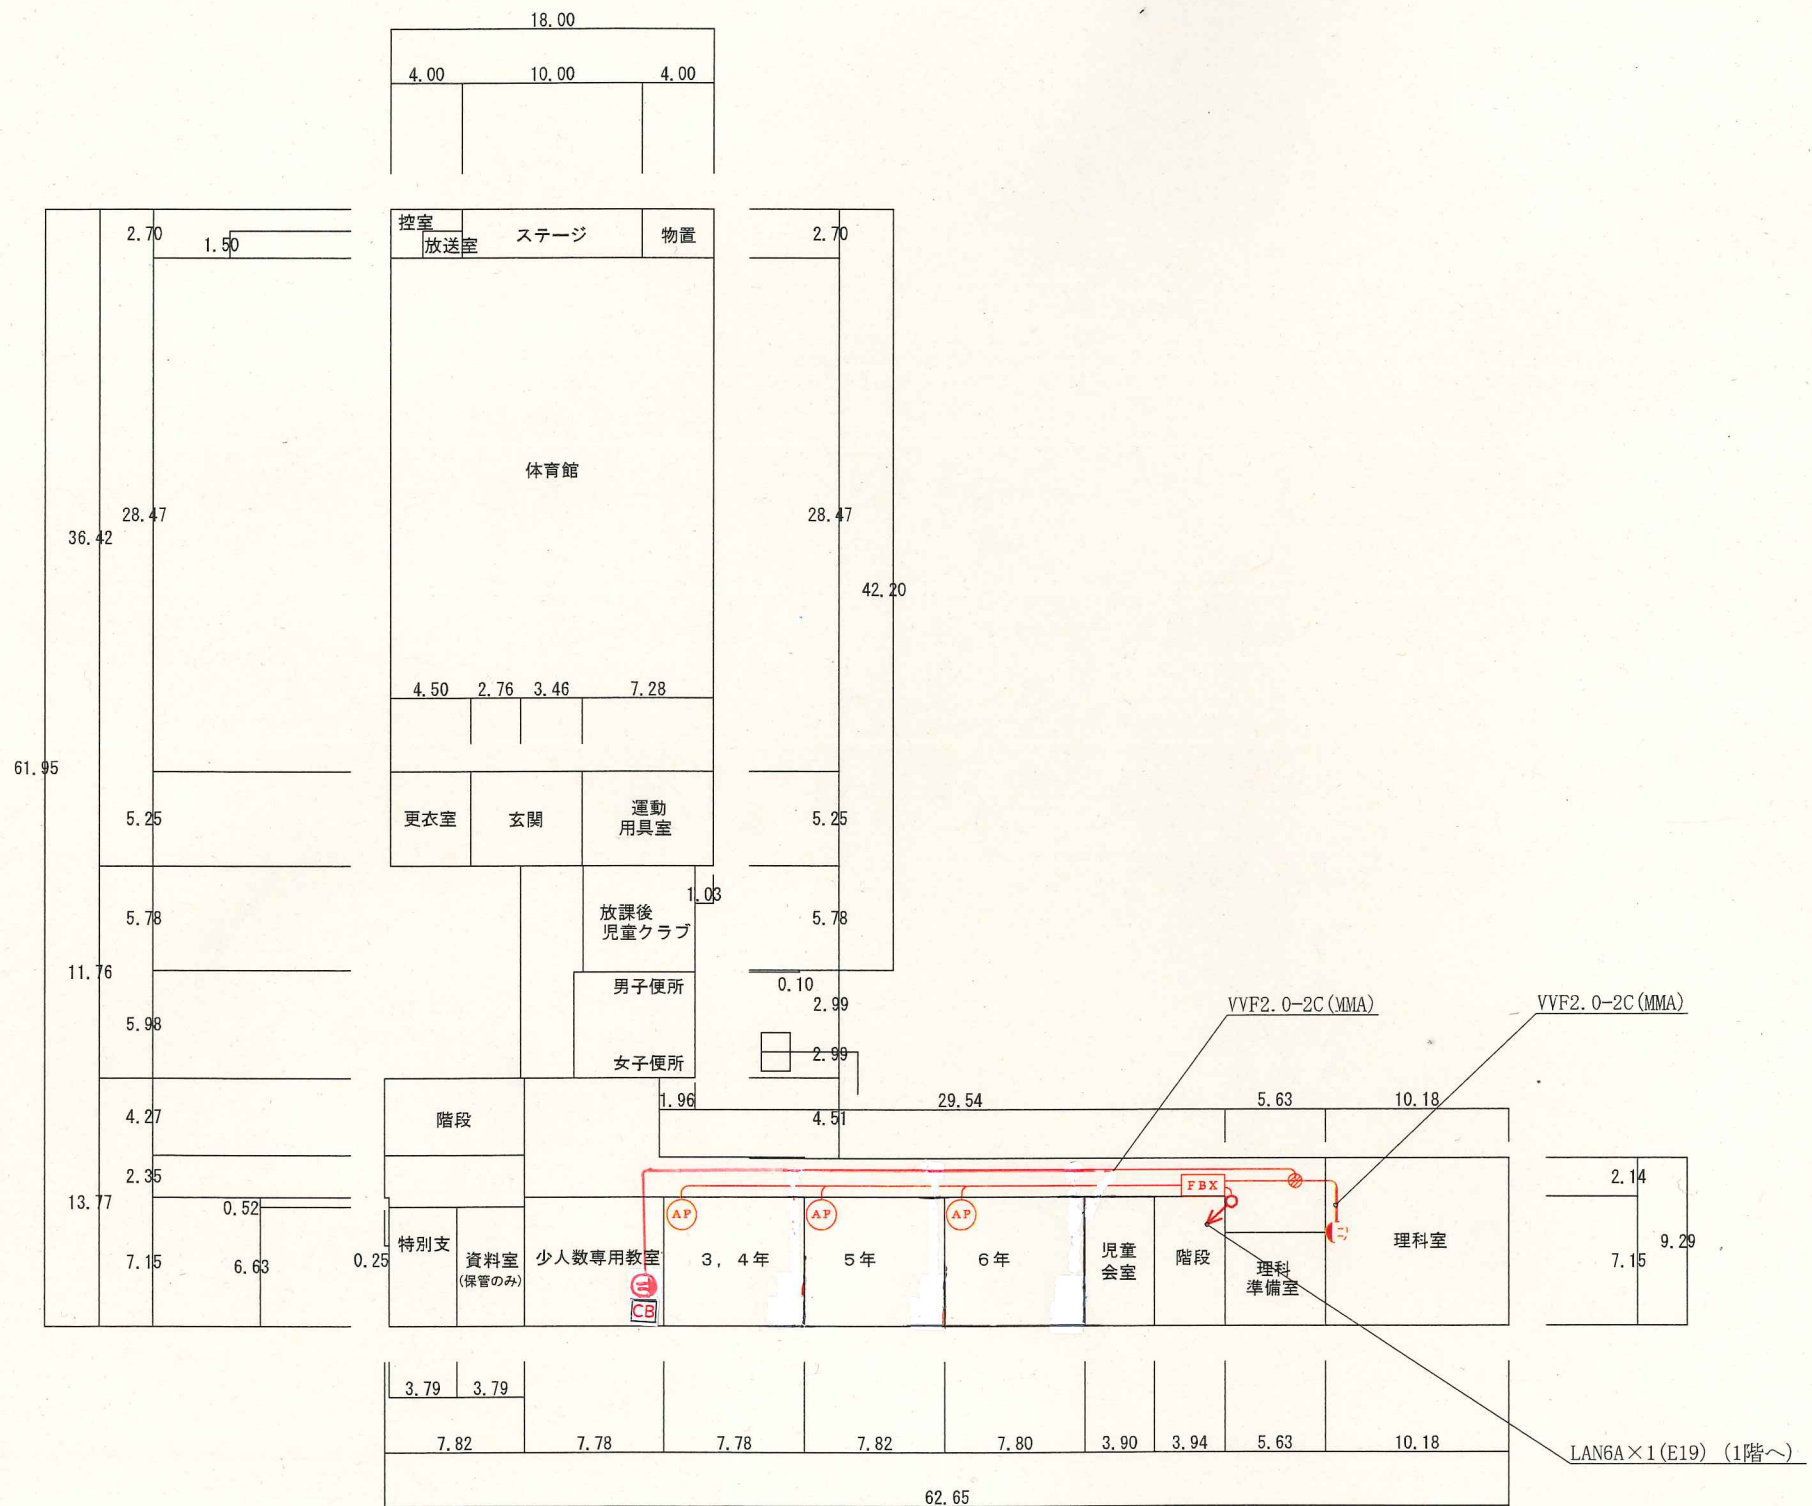 18.00
4.00 10.00 4.00
控室
放送室
ステージ
物置
2.70
1.50
2.70
体育館
28.47
36.42
28.47
42.20
4.50 2.76 3.46 7.28
61.95
5.25
更衣室
玄関
運動
用具室
5.25
1.03
放課後
児童クラブ
5.78
5.78
11.76
男子便所
0.10
2.99
5.98
女子便所
2.99
VVF2.0-2C(MMA)
VVF2.0-2C(MMA)
1.96
29.54
5.63
10.18
4.27
階段
4.51
2.35
13.77
0.52
FBX
2.14
AP
AP
AP
7.15
6.63
0.25
特別支
資料室
(保管のみ)
少人数専用教室
3,4年
5年
6年
児童
会室
階段
理科
準備室
理科室
7.15
9.29
CB
3.79 3.79
7.82 7.78 7.78 7.82 7.80 3.90 3.94 5.63 10.18
LAN6A×1(E19) (1階へ)
62.65